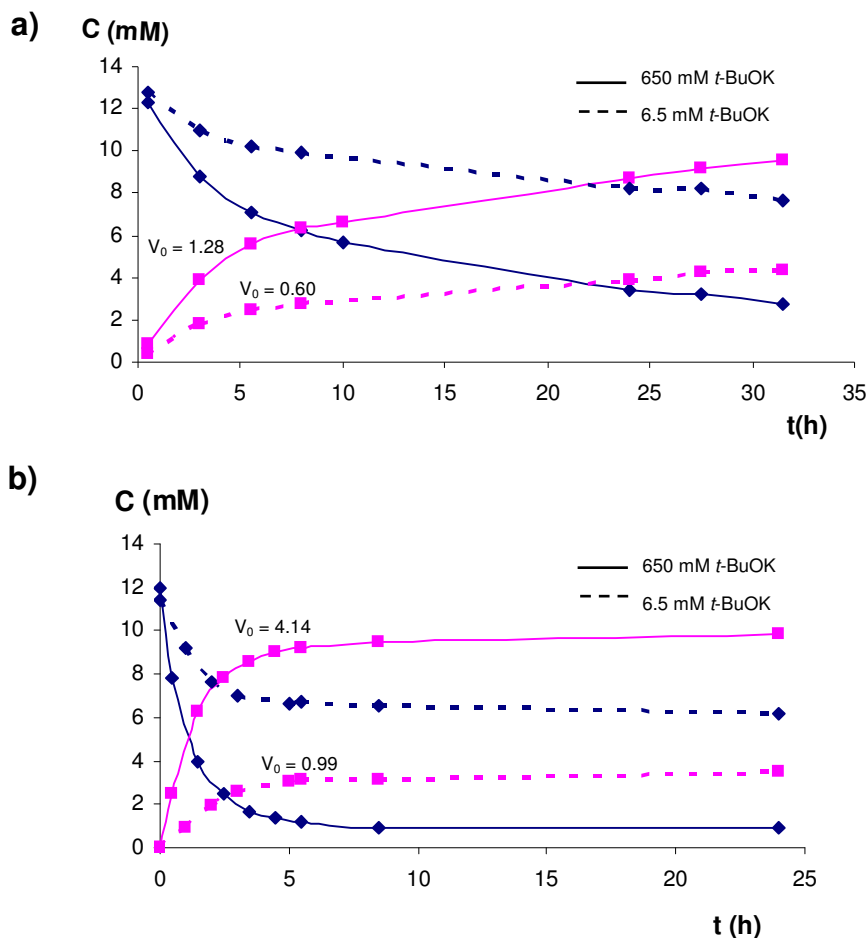 a)
C (mM)
14
12
10
8
6
4
2
0
650 mM t-BuOK
6.5 mM t-BuOK
V0 = 1.28
V0 = 0.60
0 5 10 15 20 25 30 35
t(h)
b)
C (mM)
14
12
10
8
6
4
2
0
650 mM t-BuOK
6.5 mM t-BuOK
V0 = 4.14
V0 = 0.99
0 5 10 15 20 25
t (h)